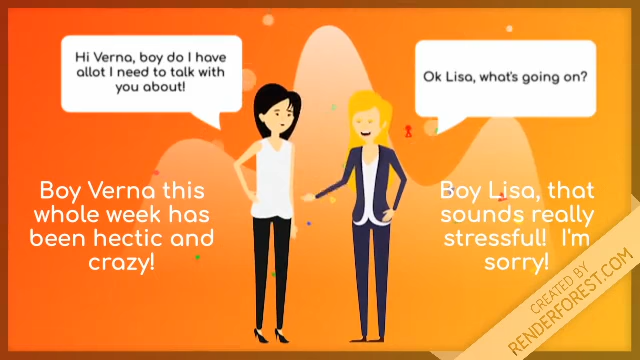 Hi Verna, boy do I have
allot I need to talk with
you about!
Ok Lisa, what's going on?
Boy Verna this
whole week has
been hectic and
crazy!
Boy Lisa, that
sounds really
stressful! I'm
sorry!
CREATED BY
RENDERFOREST.COM